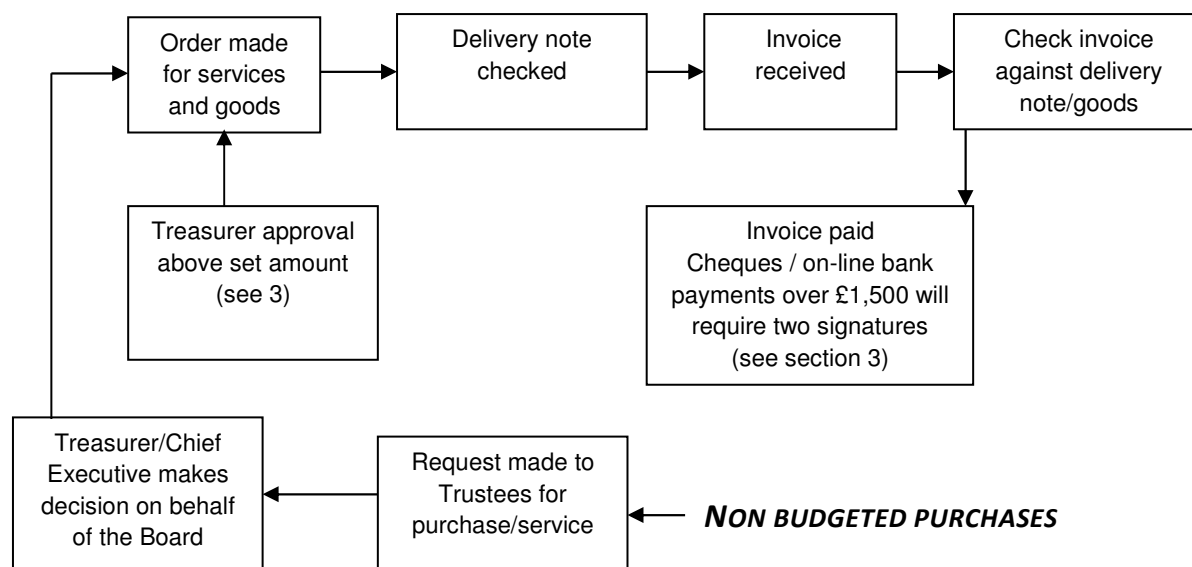 Order made
for services
and goods
Delivery note
checked
Invoice
received
Check invoice
against delivery
note/goods
Treasurer approval
above set amount
(see 3)
Invoice paid
Cheques / on-line bank
payments over £1,500 will
require two signatures
(see section 3)
Treasurer/Chief
Executive makes
decision on behalf
of the Board
Request made to
Trustees for
purchase/service
NON BUDGETED PURCHASES